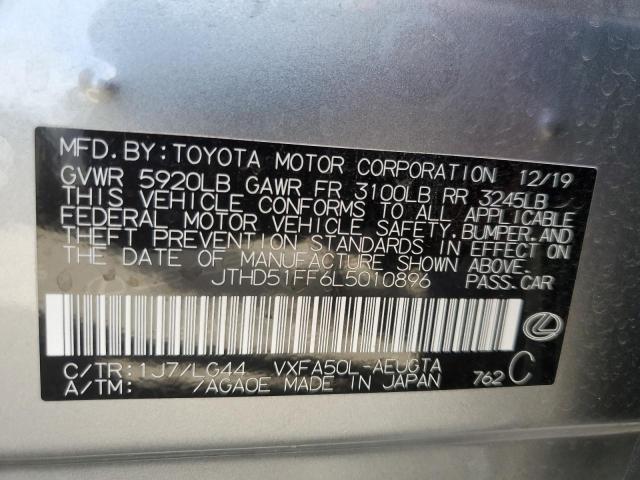 MFD.BY:TOYOTA MOTOR CORPORATION 12/19
GVWR 5920LB GAWR FR 3100LB RR 3245LB
THIS VEHICLE CONFORMS TO ALL APPLICABLE
FEDERAL MOTOR VEHICLE SAFETY,BUMPER,AND
THEFT PREVENTION STANDARDS IN EFFECT ON
THE DATE OF MANUFACTURE SHOWN ABOVE.
JTHD51FF6L5010896 PASS.CAR
C/TR:1J7/LG44 VXFA50L-AEUGTA
A/TM: /AGA0E MADE IN JAPAN 762 C